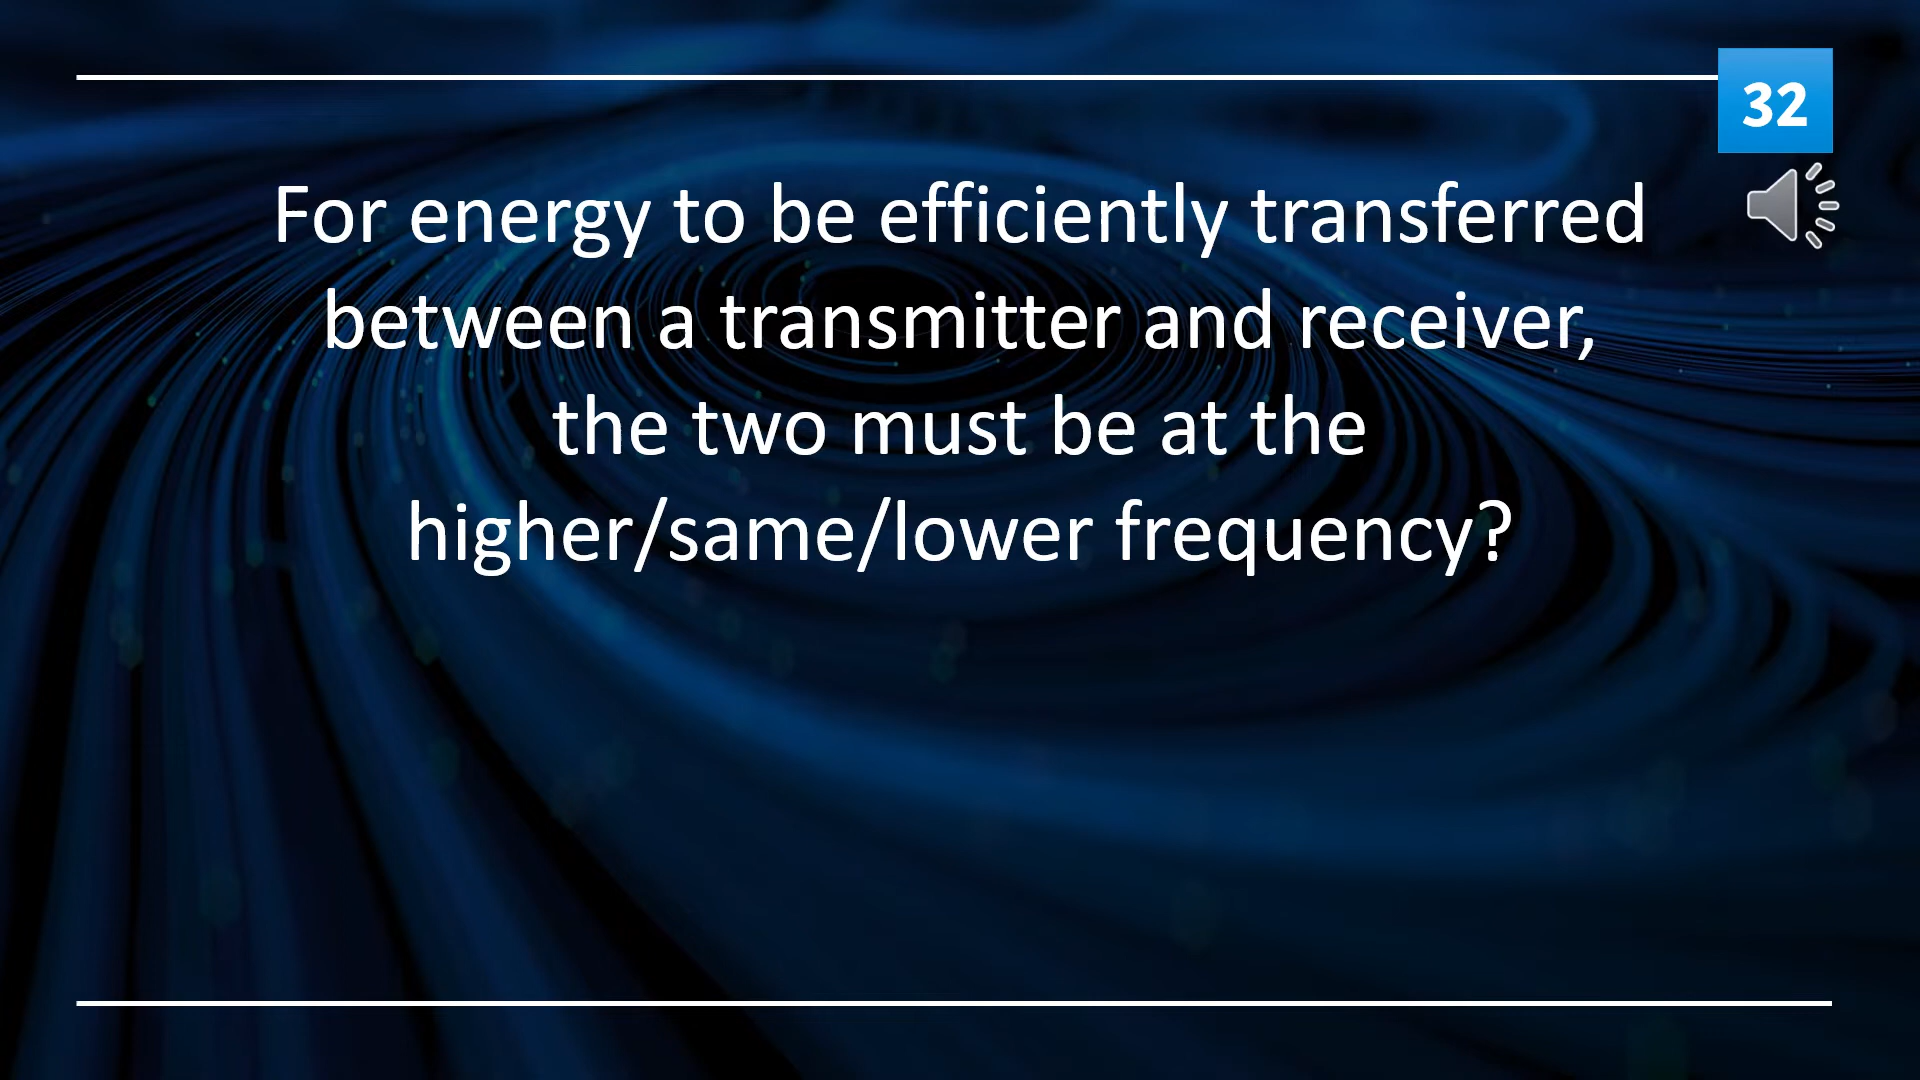 32
For energy to be efficiently transferred
between a transmitter and receiver,
the two must be at the
higher/same/lower frequency?